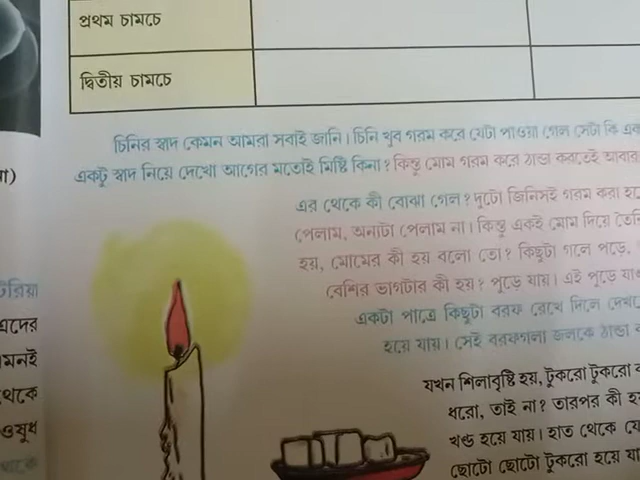 প্রথম চামচে
দ্বিতীয় চামচে
চিনির স্বাদ কেমন আমরা সবাই জানি। চিনি খুব গরম করে যেটা পাওয়া গেল সেটা কি
একটু স্বাদ নিয়ে দেখো আগের মতোই মিষ্টি কিনা? কিন্তু মোম গরম করে ঠান্ডা করতেই আবার
এর থেকে কী বোঝা গেল? দুটো জিনিসই গরম করা
পেলাম, অন্যটা পেলাম না। কিন্তু একই মোম দিয়ে
হয়, মোমের কী হয় বলো তো? কিছুটা গলে পড়ে,
বেশির ভাগটার কী হয়? পুড়ে যায়। এই পুড়ে
একটা পাত্রে কিছুটা বরফ রেখে দিলে
হয়ে যায়। সেই বরফগলা জলকে ঠান্ডা
যখন শিলাবৃষ্টি হয়, টুকরো টুকরো
ধরো, তাই না? তারপর কী
খণ্ড হয়ে যায়। হাত থেকে
ছোটো ছোটো টুকরো হয়ে
এদের
থেকে
ওষুধ